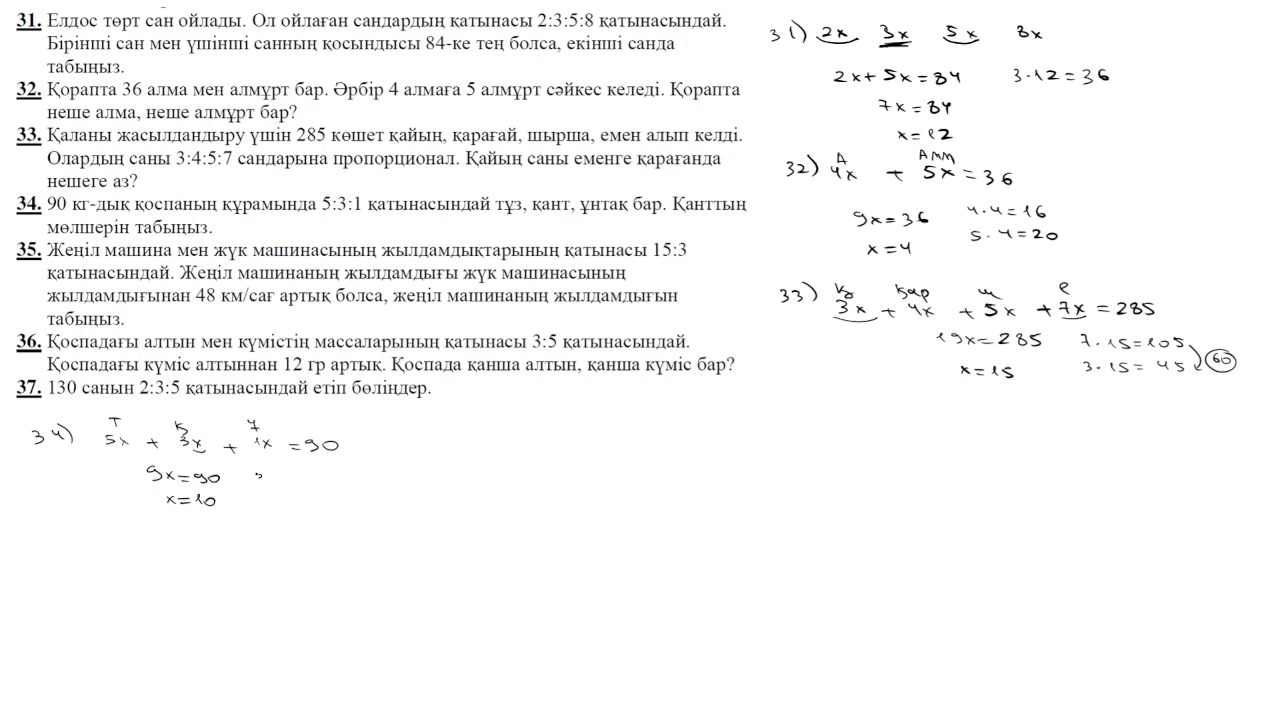 31. Елдос төрт сан ойлады. Ол ойлаған сандардың қатынасы 2:3:5:8 қатынасындай.
Бірінші сан мен үшінші санның қосындысы 84-ке тең болса, екінші санда
табыңыз.
32. Қорапта 36 алма мен алмұрт бар. Әрбір 4 алмаға 5 алмұрт сәйкес келеді. Қорапта
неше алма, неше алмұрт бар?
33. Қаланы жасылдандыру үшін 285 көшет қайың, қарағай, шырша, емен алып келді.
Олардың саны 3:4:5:7 сандарына пропорционал. Қайың саны еменге қарағанда
нешеге аз?
34. 90 кг-дық қоспаның құрамында 5:3:1 қатынасындай тұз, қант, ұнтақ бар. Қанттың
мөлшерін табыңыз.
35. Жеңіл машина мен жүк машинасының жылдамдықтарының қатынасы 15:3
қатынасындай. Жеңіл машинаның жылдамдығы жүк машинасының
жылдамдығынан 48 км/сағ артық болса, жеңіл машинаның жылдамдығын
табыңыз.
36. Қоспадағы алтын мен күмістің массаларының қатынасы 3:5 қатынасындай.
Қоспадағы күміс алтыннан 12 гр артық. Қоспада қанша алтын, қанша күміс бар?
37. 130 санын 2:3:5 қатынасындай етіп бөліңдер.
31) 2x 3x 5x 8x
2x+5x=84 3·12=36
7x=84
x=12
32) 4x + 5x=36
9x=36 4·4=16
x=4 5·4=20
33) 3x + 4x + 5x + 7x=285
19x=285 7·15=105
x=15 3·15=45 60
34) 5x + 3x + 1x =90
9x=90
x=10